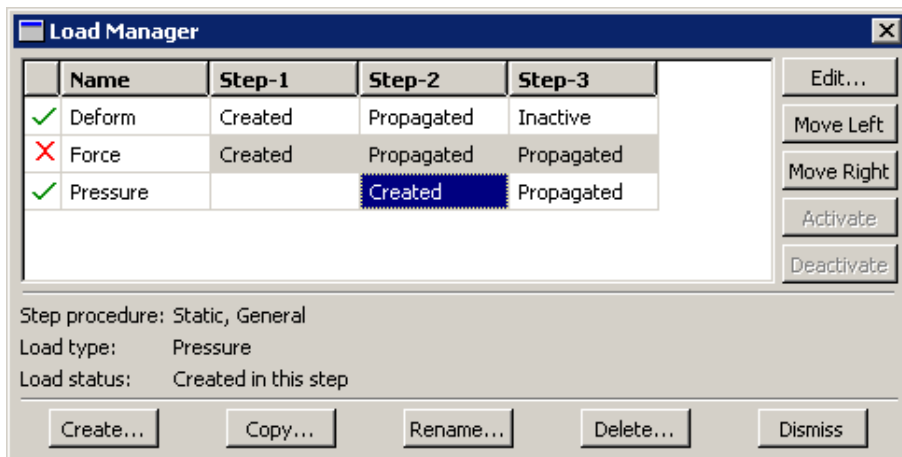 Load Manager
Name Step-1 Step-2 Step-3 Edit...
Deform Created Propagated Inactive Move Left
Force Created Propagated Propagated Move Right
Pressure Created Propagated Activate
Deactivate
Step procedure: Static, General
Load type: Pressure
Load status: Created in this step
Create... Copy... Rename... Delete... Dismiss